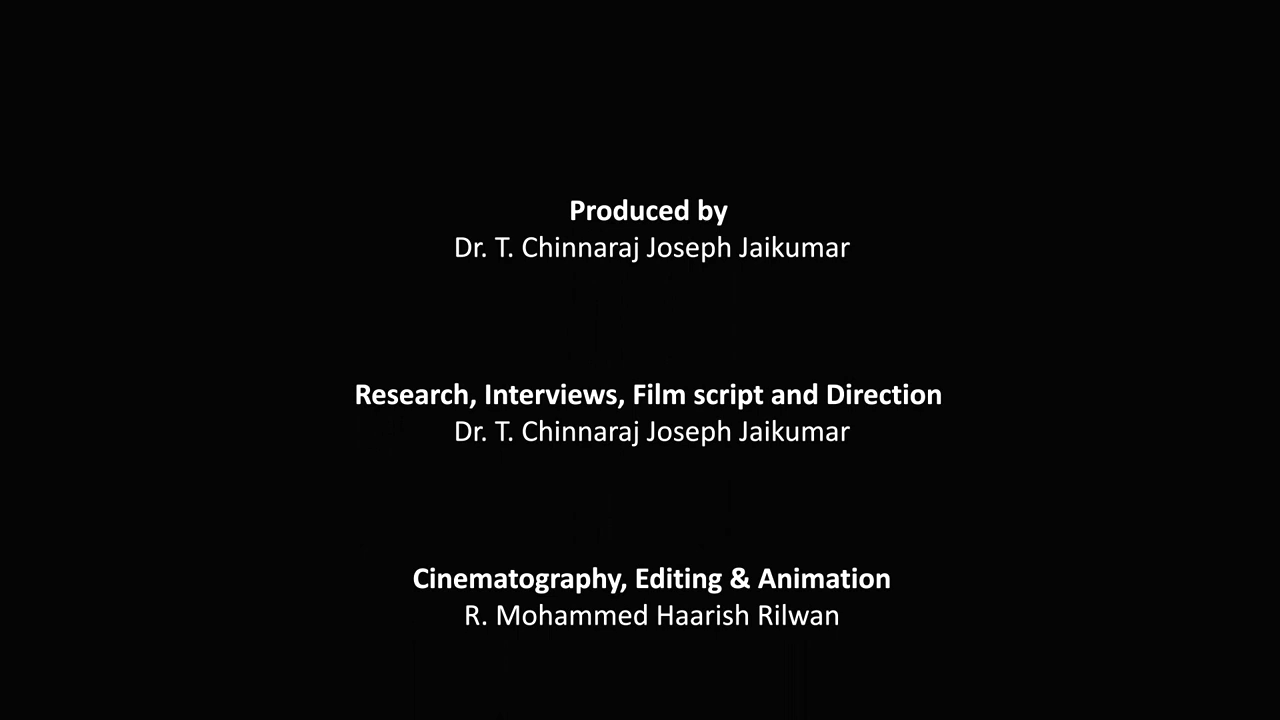 Produced by
Dr. T. Chinnaraj Joseph Jaikumar
Research, Interviews, Film script and Direction
Dr. T. Chinnaraj Joseph Jaikumar
Cinematography, Editing & Animation
R. Mohammed Haarish Rilwan